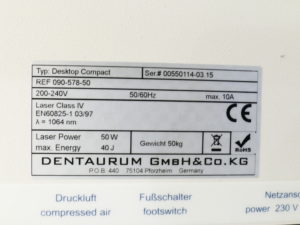 Typ: Desktop Compact Ser.# 00550114-03.15
REF 090-578-50
200-240V 50/60Hz max. 10A
Laser Class IV
EN60825-1 03/97
λ = 1064 nm
CE
Laser Power 50 W
max. Energy 40 J
Gewicht 50kg
RoHS
DENTAURUM GmbH&Co.KG
P.O.B. 440 75104 Pforzheim Germany
Druckluft Fußschalter
compressed air footswitch
power 230 V